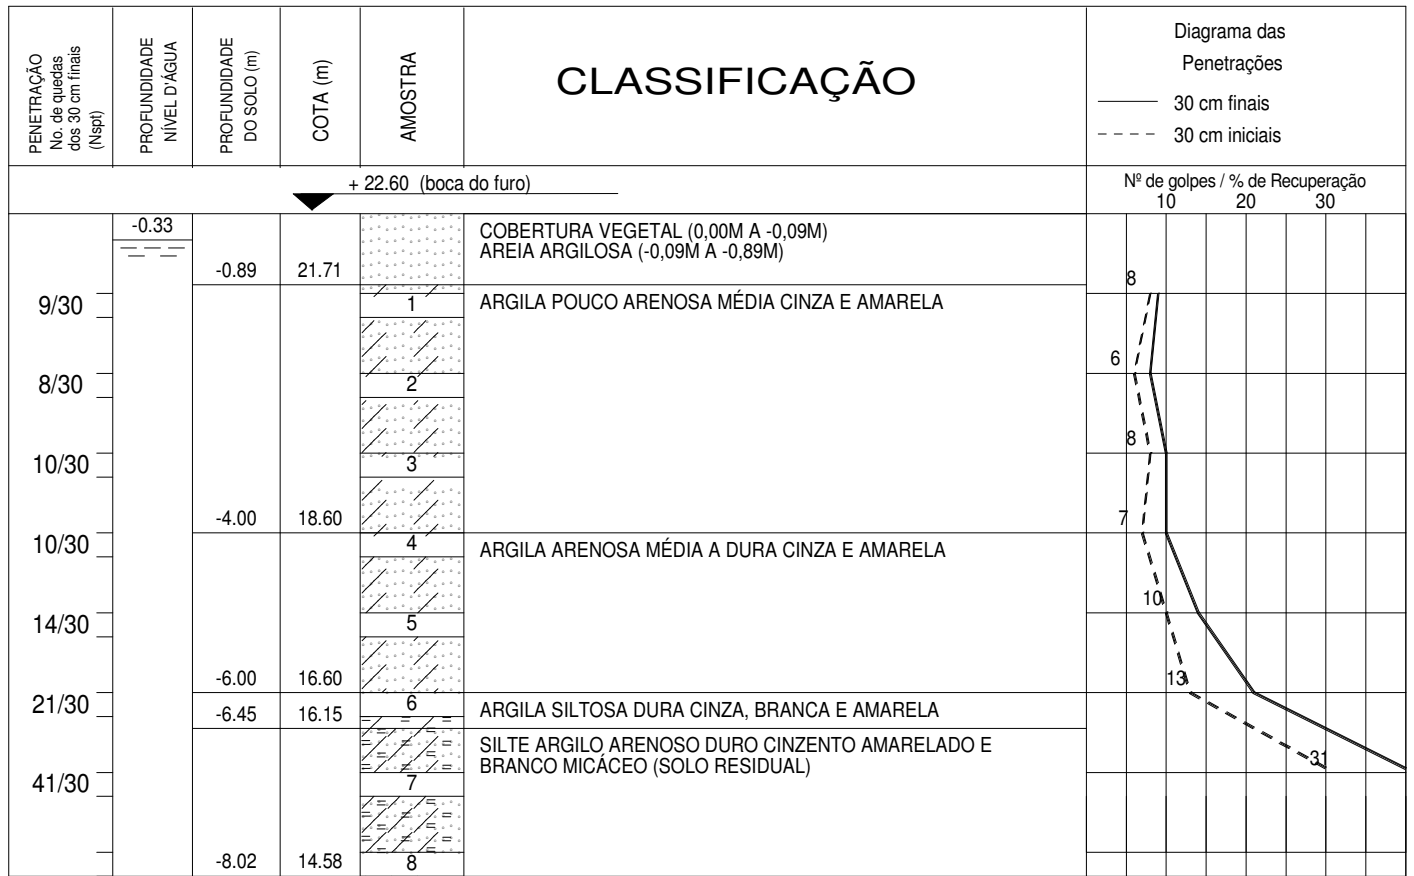 PENETRAÇÃO
No. de quedas
dos 30 cm finais
(Nspt)
PROFUNDIDADE
NÍVEL D'ÁGUA
PROFUNDIDADE
DO SOLO (m)
COTA (m)
AMOSTRA
CLASSIFICAÇÃO
Diagrama das
Penetrações
30 cm finais
30 cm iniciais
+ 22.60 (boca do furo)
Nº de golpes / % de Recuperação
10 20 30
-0.33
COBERTURA VEGETAL (0,00M A -0,09M)
AREIA ARGILOSA (-0,09M A -0,89M)
-0.89 21.71
8
9/30 1 ARGILA POUCO ARENOSA MÉDIA CINZA E AMARELA
6
8/30 2
8
10/30 3
-4.00 18.60
7
10/30 4 ARGILA ARENOSA MÉDIA A DURA CINZA E AMARELA
10
14/30 5
-6.00 16.60
13
21/30 6 ARGILA SILTOSA DURA CINZA, BRANCA E AMARELA
-6.45 16.15
SILTE ARGILO ARENOSO DURO CINZENTO AMARELADO E
BRANCO MICÁCEO (SOLO RESIDUAL)
31
41/30 7
-8.02 14.58 8